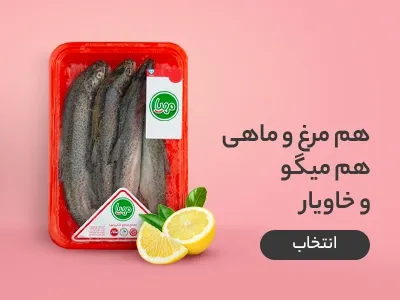 هم مرغ و ماهی
هم میگو
و خاویار
انتخاب